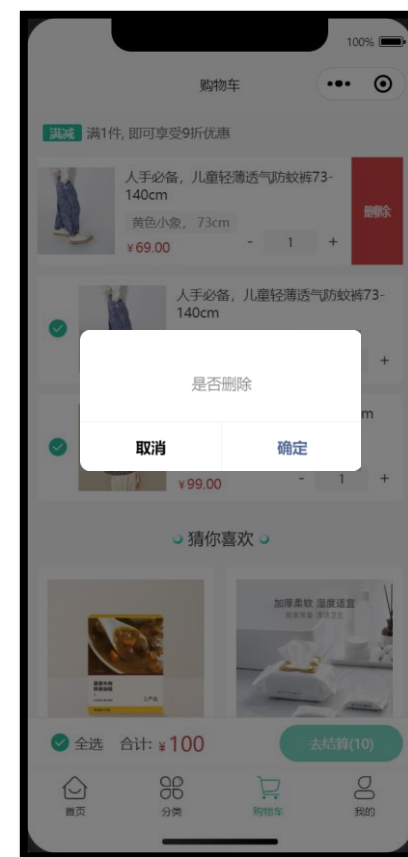 100%
购物车
满减 满1件, 即可享受9折优惠
人手必备，儿童轻薄透气防蚊裤73-
140cm
黄色小象， 73cm
¥69.00
- 1 +
删除
人手必备，儿童轻薄透气防蚊裤73-
140cm
+
是否删除
cm
取消 确定
¥99.00
- 1 +
猜你喜欢
加厚柔软 湿度适宜
全选 合计: ¥100
去结算(10)
首页 分类 购物车 我的